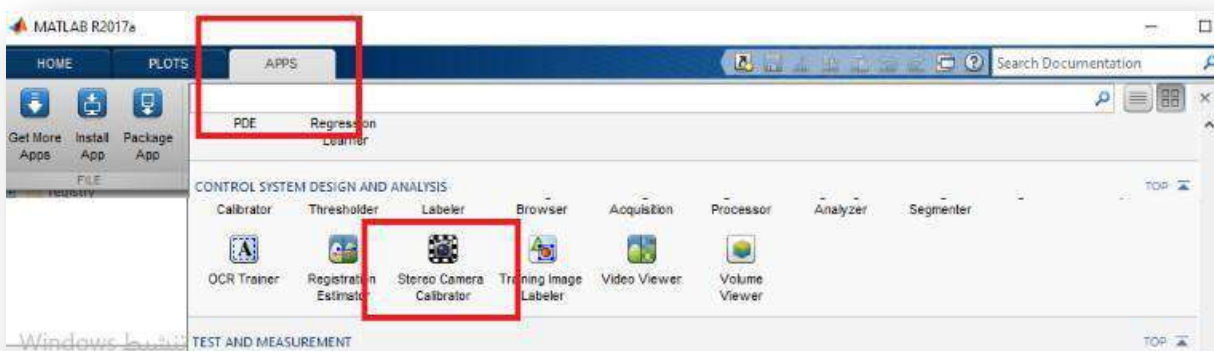 MATLAB R2017a
HOME PLOTS APPS Search Documentation
Get More Apps
Install App
Package App
FILE
registry
PDE
Regression Learner
CONTROL SYSTEM DESIGN AND ANALYSIS TOP
Calibrator Thresholder Labeler Browser Acquisition Processor Analyzer Segmenter
OCR Trainer
Registration Estimator
Stereo Camera Calibrator
Training Image Labeler
Video Viewer
Volume Viewer
تنشيط Windows
TEST AND MEASUREMENT TOP